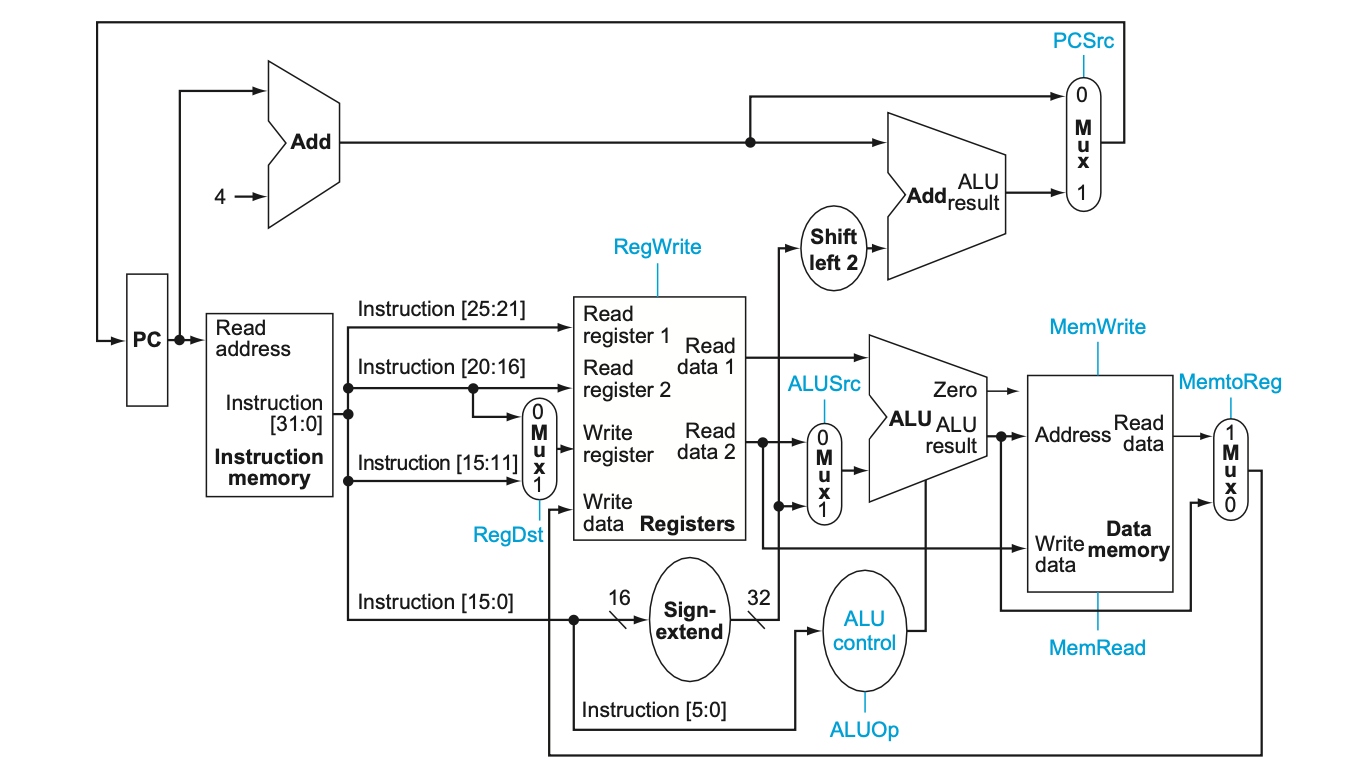 PCSrc
0
M
u
x
1
Add
4
Add
ALU
result
Shift
left 2
RegWrite
PC
Read
address
Instruction
[31:0]
Instruction
memory
Instruction [25:21]
Instruction [20:16]
Instruction [15:11]
Instruction [15:0]
Instruction [5:0]
0
M
u
x
1
RegDst
Read
register 1
Read
register 2
Write
register
Write
data
Read
data 1
Read
data 2
Registers
16
Sign-
extend
32
ALUSrc
0
M
u
x
1
Zero
ALU
ALU
result
ALU
control
ALUOp
MemWrite
Address
Read
data
Write
data
Data
memory
MemRead
MemtoReg
1
M
u
x
0